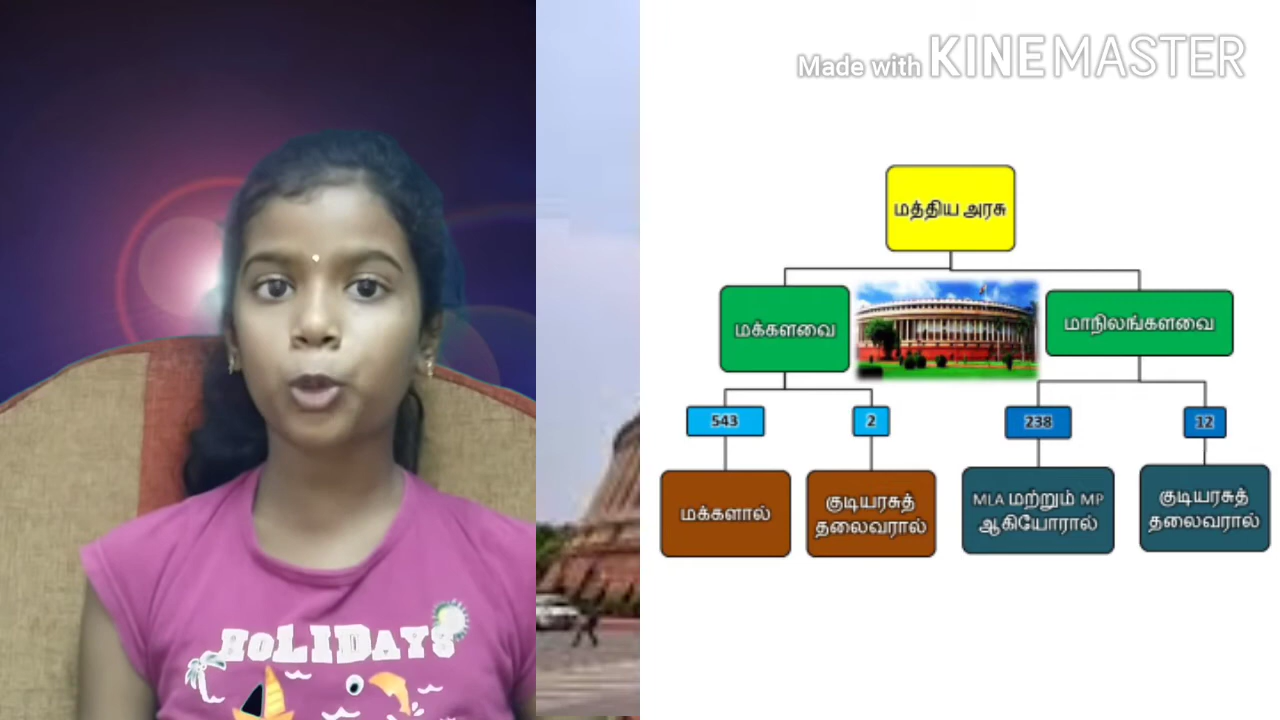 Made with KINEMASTER
மத்திய அரசு
மக்களவை
மாநிலங்களவை
543
2
238
12
மக்களால்
குடியரசுத்
தலைவரால்
MLA மற்றும் MP
ஆகியோரால்
குடியரசுத்
தலைவரால்
HOLIDAYS